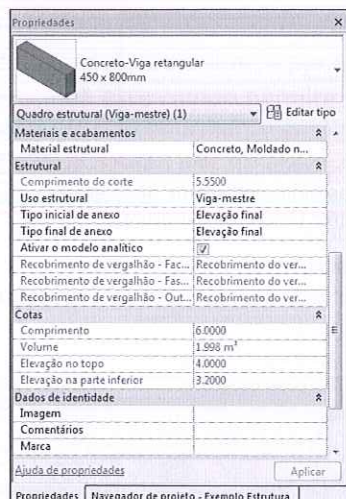 Propriedades
Concreto-Viga retangular
450 x 800mm
Quadro estrutural (Viga-mestre) (1) Editar tipo
Materiais e acabamentos
Material estrutural Concreto, Moldado n...
Estrutural
Comprimento do corte 5.5500
Uso estrutural Viga-mestre
Tipo inicial de anexo Elevação final
Tipo final de anexo Elevação final
Ativar o modelo analítico
Recobrimento de vergalhão - Fac... Recobrimento do ver...
Recobrimento de vergalhão - Fas... Recobrimento do ver...
Recobrimento de vergalhão - Out... Recobrimento do ver...
Cotas
Comprimento 6.0000
Volume 1.998 m³
Elevação no topo 4.0000
Elevação na parte inferior 3.2000
Dados de identidade
Imagem
Comentários
Marca
Ajuda de propriedades Aplicar
Propriedades Navegador de projeto - Exemplo Estrutura